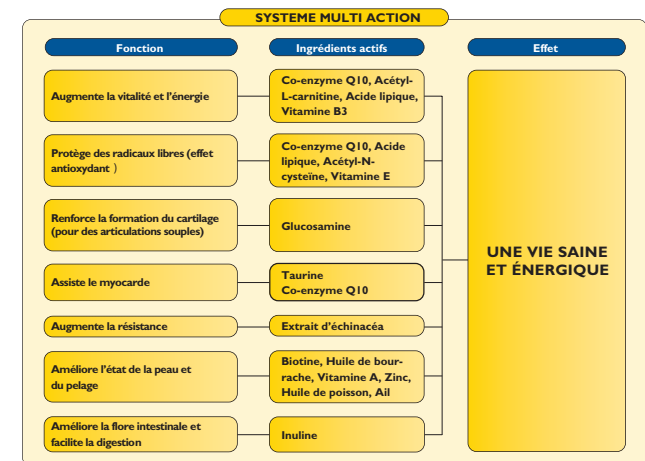 SYSTEME MULTI ACTION
Fonction
Ingrédients actifs
Effet
Augmente la vitalité et l'énergie
Co-enzyme Q10, Acétyl-
L-carnitine, Acide lipique,
Vitamine B3
Protège des radicaux libres (effet
antioxydant )
Co-enzyme Q10, Acide
lipique, Acétyl-N-
cysteïne, Vitamine E
Renforce la formation du cartilage
(pour des articulations souples)
Glucosamine
Assiste le myocarde
Taurine
Co-enzyme Q10
Augmente la résistance
Extrait d'échinacéa
Améliore l'état de la peau et
du pelage
Biotine, Huile de bour-
rache, Vitamine A, Zinc,
Huile de poisson, Ail
Améliore la flore intestinale et
facilite la digestion
Inuline
UNE VIE SAINE
ET ÉNERGIQUE